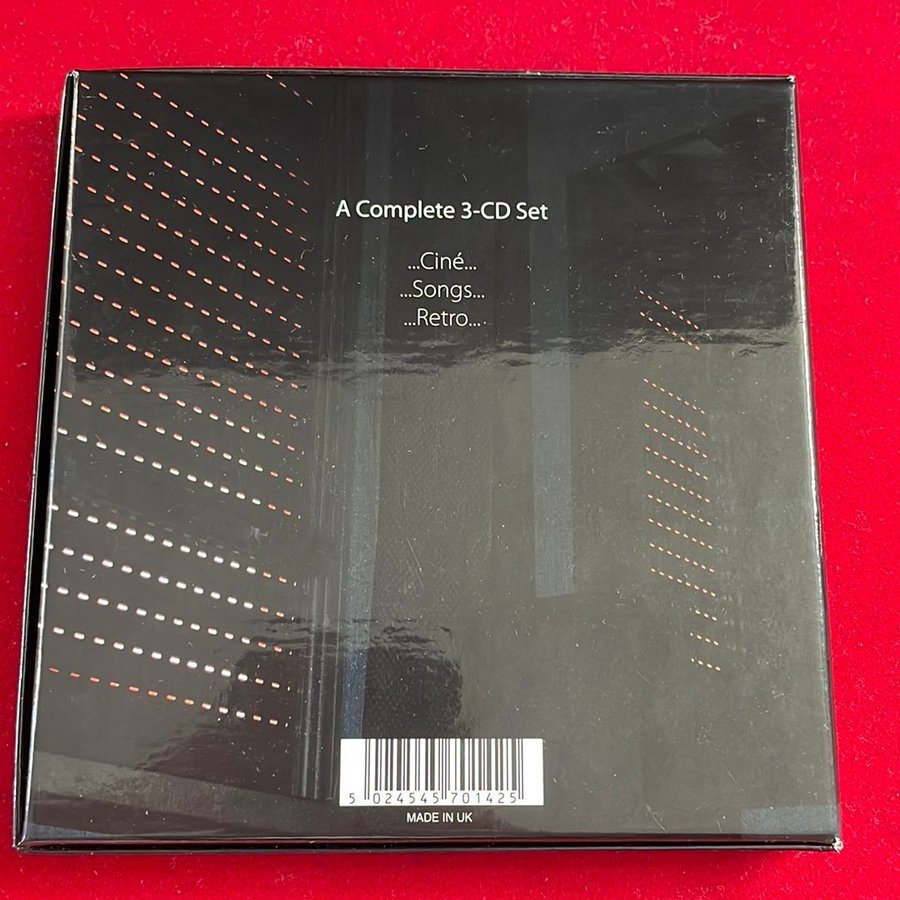 A Complete 3-CD Set
...Ciné...
...Songs...
...Retro...
5 024545 701425
MADE IN UK